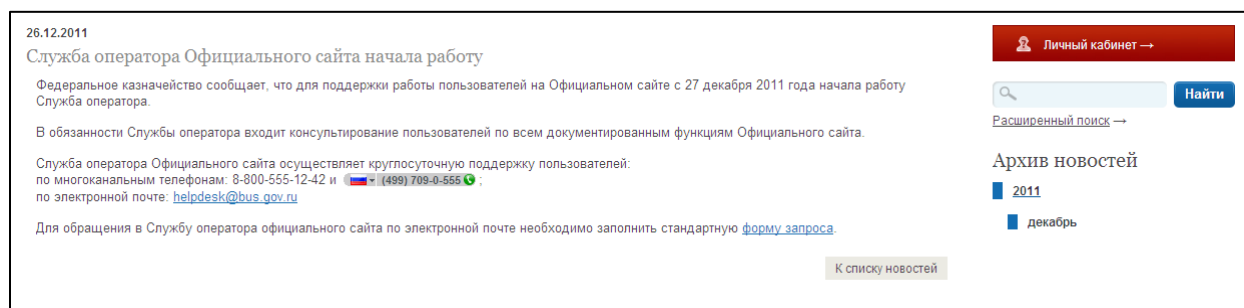 26.12.2011
Служба оператора Официального сайта начала работу
Федеральное казначейство сообщает, что для поддержки работы пользователей на Официальном сайте с 27 декабря 2011 года начала работу
Служба оператора.
В обязанности Службы оператора входит консультирование пользователей по всем документированным функциям Официального сайта.
Служба оператора Официального сайта осуществляет круглосуточную поддержку пользователей:
по многоканальным телефонам: 8-800-555-12-42 и (499) 709-0-555 ;
по электронной почте: helpdesk@bus.gov.ru
Для обращения в Службу оператора официального сайта по электронной почте необходимо заполнить стандартную форму запроса.
К списку новостей
Личный кабинет →
Найти
Расширенный поиск →
Архив новостей
2011
декабрь